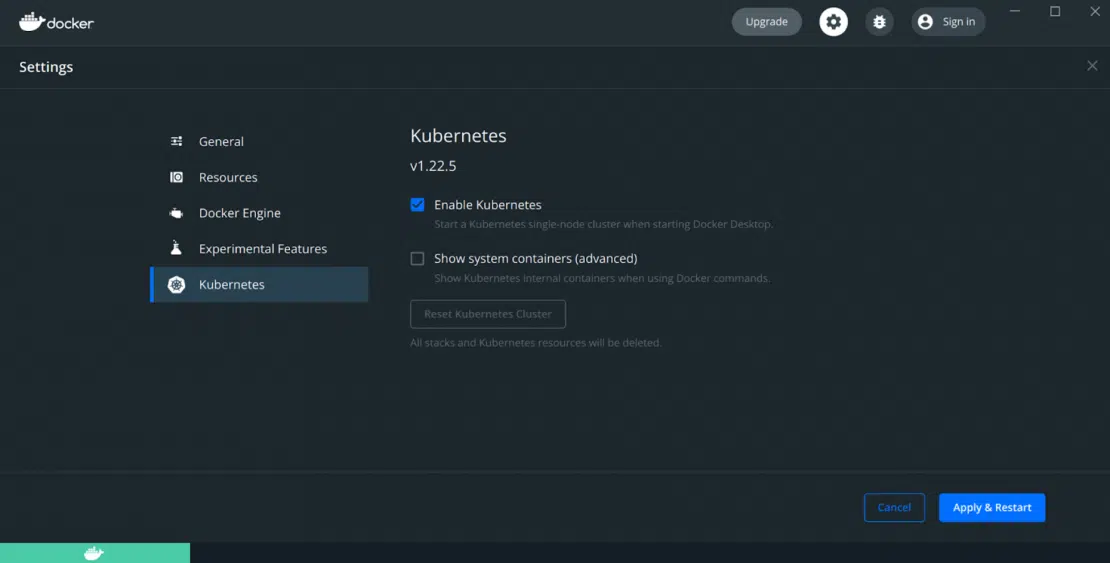 docker
Upgrade
Sign in
Settings
General
Resources
Docker Engine
Experimental Features
Kubernetes
Kubernetes
v1.22.5
Enable Kubernetes
Start a Kubernetes single-node cluster when starting Docker Desktop.
Show system containers (advanced)
Show Kubernetes internal containers when using Docker commands.
Reset Kubernetes Cluster
All stacks and Kubernetes resources will be deleted.
Cancel
Apply & Restart